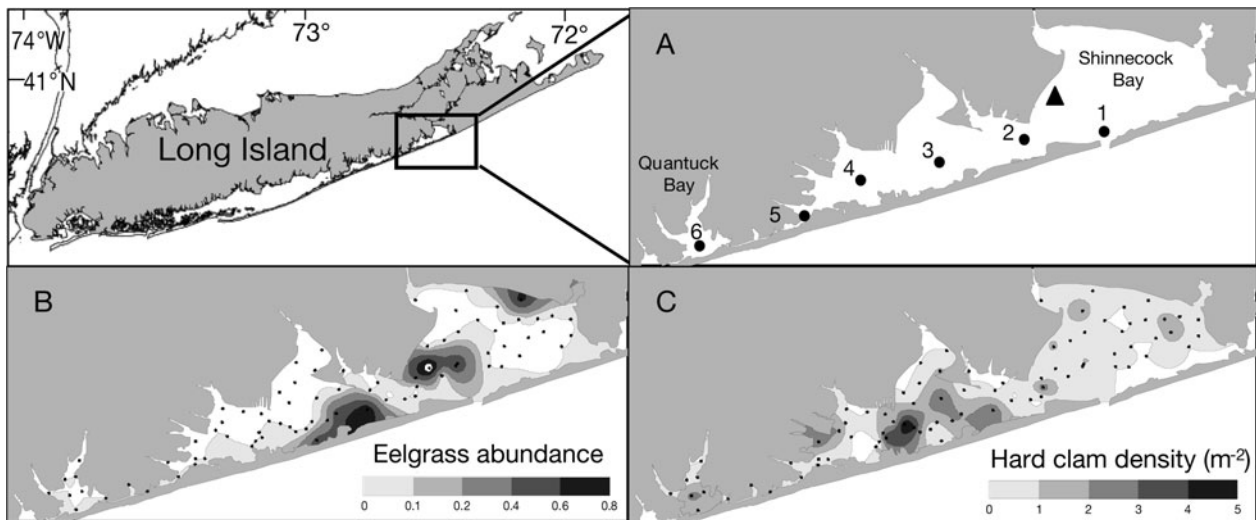 74°W
73°
72°
41°N
Long Island
A
Shinnecock
Bay
1
2
3
4
Quantuck
Bay
5
6
B
Eelgrass abundance
0 0.1 0.2 0.4 0.6 0.8
C
Hard clam density (m⁻²)
0 1 2 3 4 5